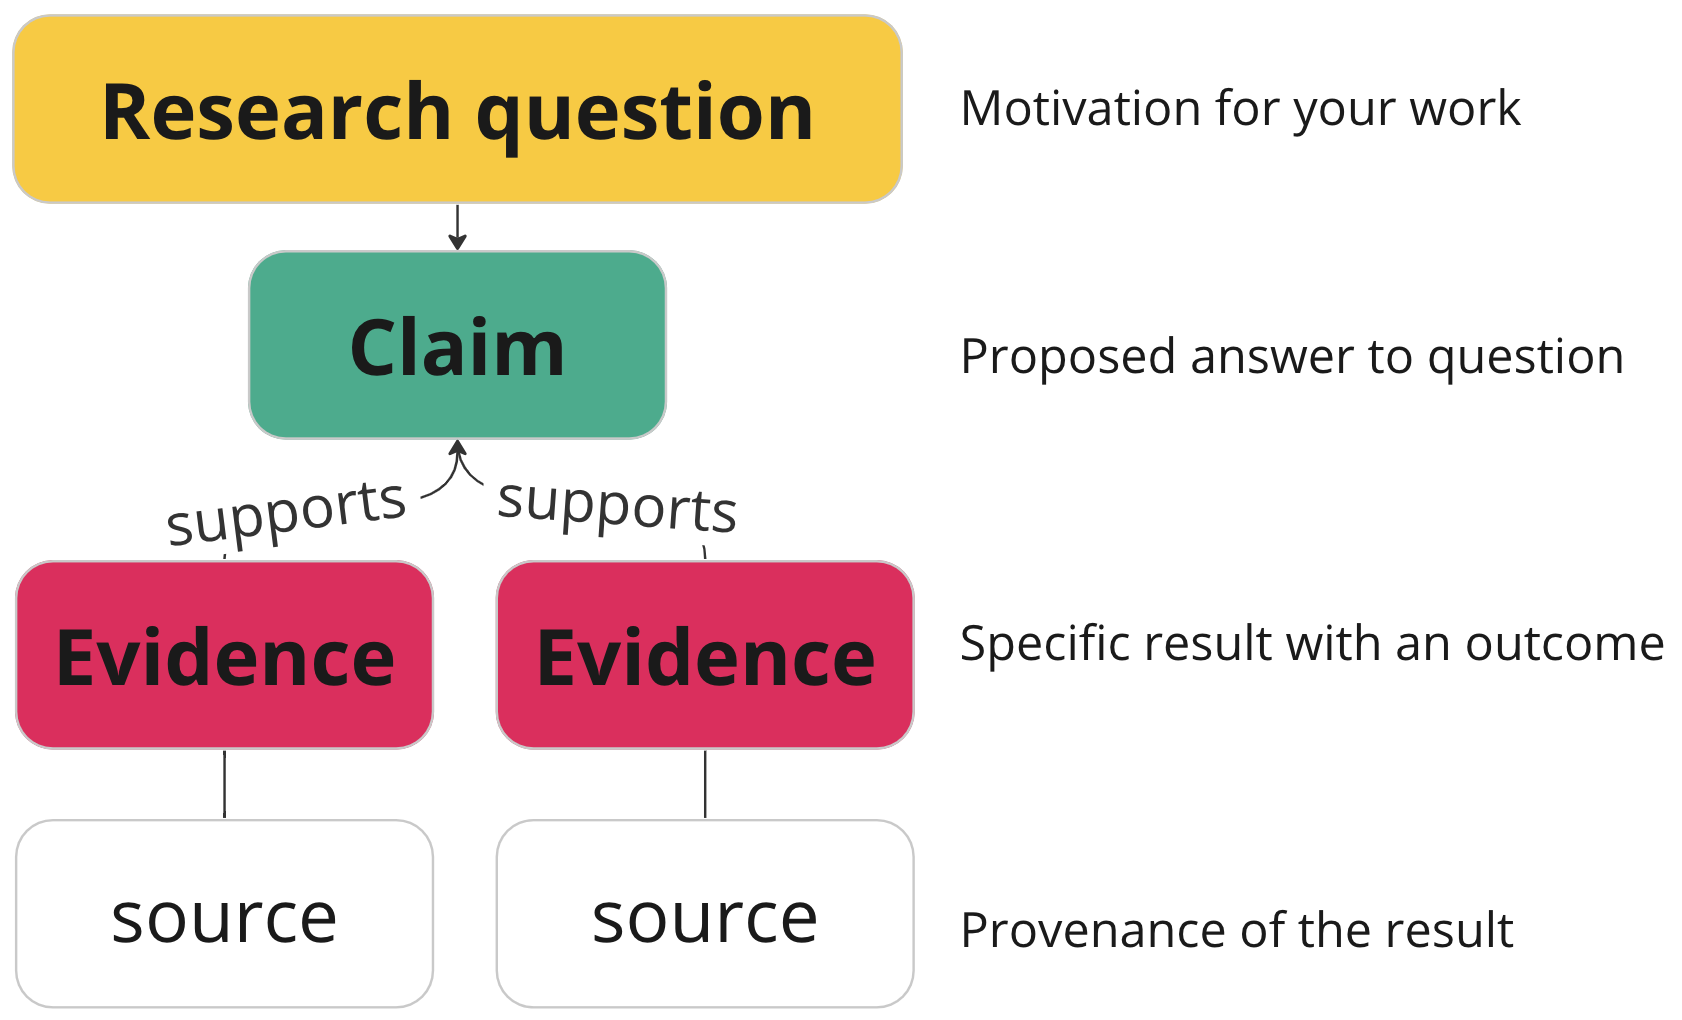 Research question
Motivation for your work
Claim
Proposed answer to question
supports
supports
Evidence
Evidence
Specific result with an outcome
source
source
Provenance of the result